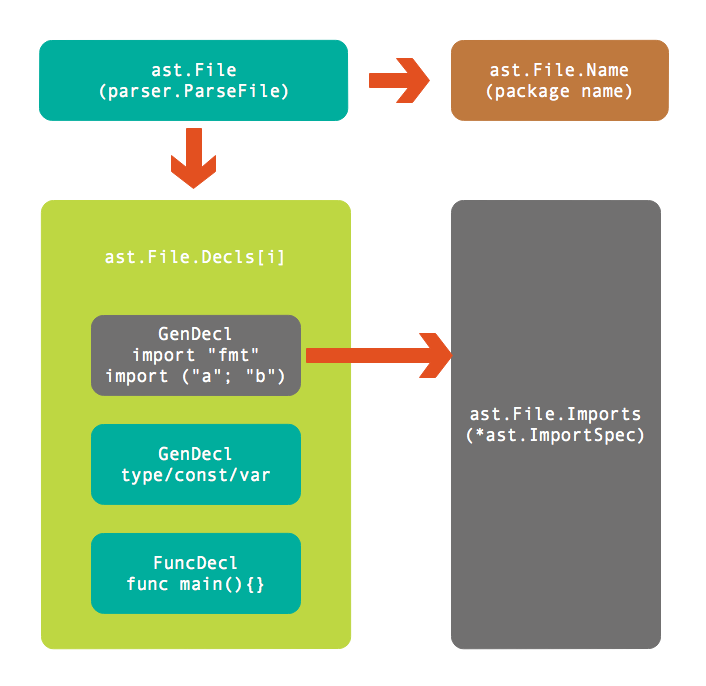 ast.File
(parser.ParseFile)
ast.File.Name
(package name)
ast.File.Decls[i]
GenDecl
import "fmt"
import ("a"; "b")
GenDecl
type/const/var
FuncDecl
func main(){}
ast.File.Imports
(*ast.ImportSpec)